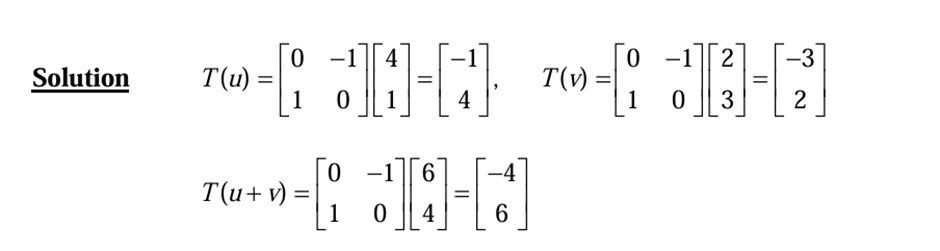 Solution T(u) = [0 −1; 1 0] [4; 1] = [−1; 4], T(v) = [0 −1; 1 0] [2; 3] = [−3; 2]
T(u + v) = [0 −1; 1 0] [6; 4] = [−4; 6]